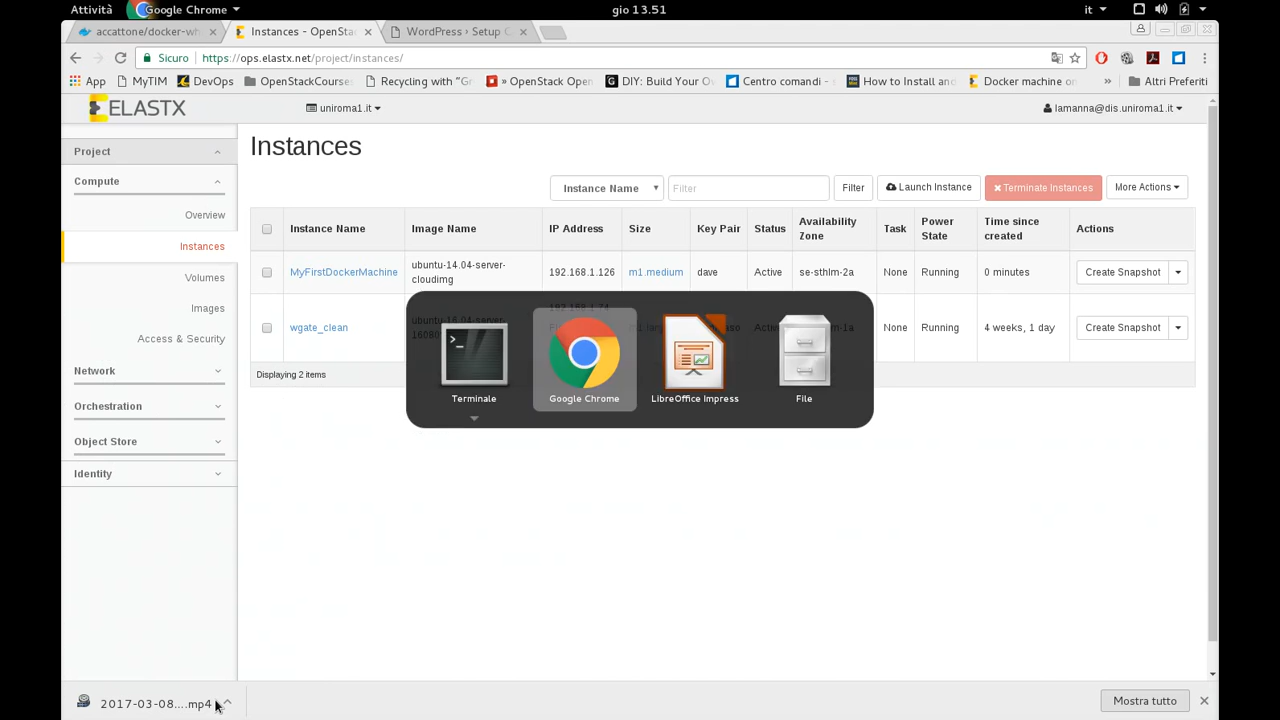 Attività
Google Chrome
gio 13.51
it
accattone/docker-wh
Instances - OpenSta
WordPress › Setup C
Sicuro
https://ops.elastx.net/project/instances/
App
MyTIM
DevOps
OpenStackCourses
Recycling with “Gr
» OpenStack Open
DIY: Build Your Ow
Centro comandi -
How to Install and
Docker machine on
»
Altri Preferiti
ELASTX
uniroma1.it
lamanna@dis.uniroma1.it
Project
Compute
Overview
Instances
Volumes
Images
Access & Security
Network
Orchestration
Object Store
Identity
Instances
Instance Name
Filter
Filter
Launch Instance
Terminate Instances
More Actions
Instance Name
Image Name
IP Address
Size
Key Pair
Status
Availability Zone
Task
Power State
Time since created
Actions
MyFirstDockerMachine
ubuntu-14.04-server-cloudimg
192.168.1.126
m1.medium
dave
Active
se-sthlm-2a
None
Running
0 minutes
Create Snapshot
wgate_clean
None
Running
4 weeks, 1 day
Create Snapshot
Displaying 2 items
Terminale
Google Chrome
LibreOffice Impress
File
2017-03-08....mp4
Mostra tutto